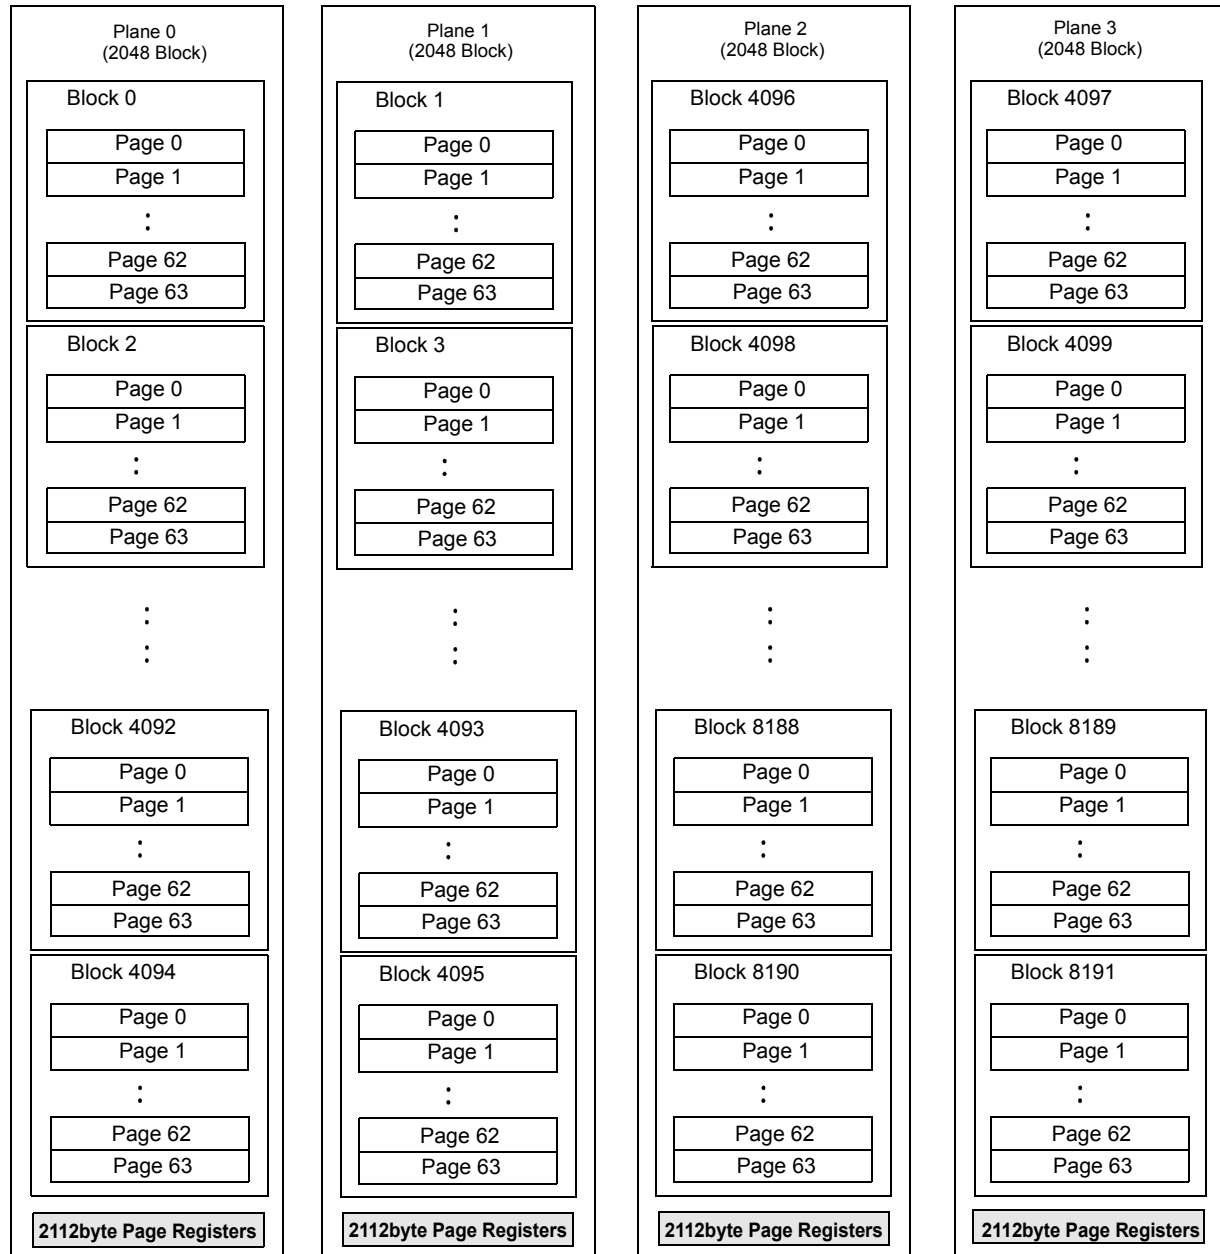 Plane 0
(2048 Block)
Block 0
Page 0
Page 1
Page 62
Page 63
Block 2
Page 0
Page 1
Page 62
Page 63
Block 4092
Page 0
Page 1
Page 62
Page 63
Block 4094
Page 0
Page 1
Page 62
Page 63
2112byte Page Registers
Plane 1
(2048 Block)
Block 1
Page 0
Page 1
Page 62
Page 63
Block 3
Page 0
Page 1
Page 62
Page 63
Block 4093
Page 0
Page 1
Page 62
Page 63
Block 4095
Page 0
Page 1
Page 62
Page 63
2112byte Page Registers
Plane 2
(2048 Block)
Block 4096
Page 0
Page 1
Page 62
Page 63
Block 4098
Page 0
Page 1
Page 62
Page 63
Block 8188
Page 0
Page 1
Page 62
Page 63
Block 8190
Page 0
Page 1
Page 62
Page 63
2112byte Page Registers
Plane 3
(2048 Block)
Block 4097
Page 0
Page 1
Page 62
Page 63
Block 4099
Page 0
Page 1
Page 62
Page 63
Block 8189
Page 0
Page 1
Page 62
Page 63
Block 8191
Page 0
Page 1
Page 62
Page 63
2112byte Page Registers